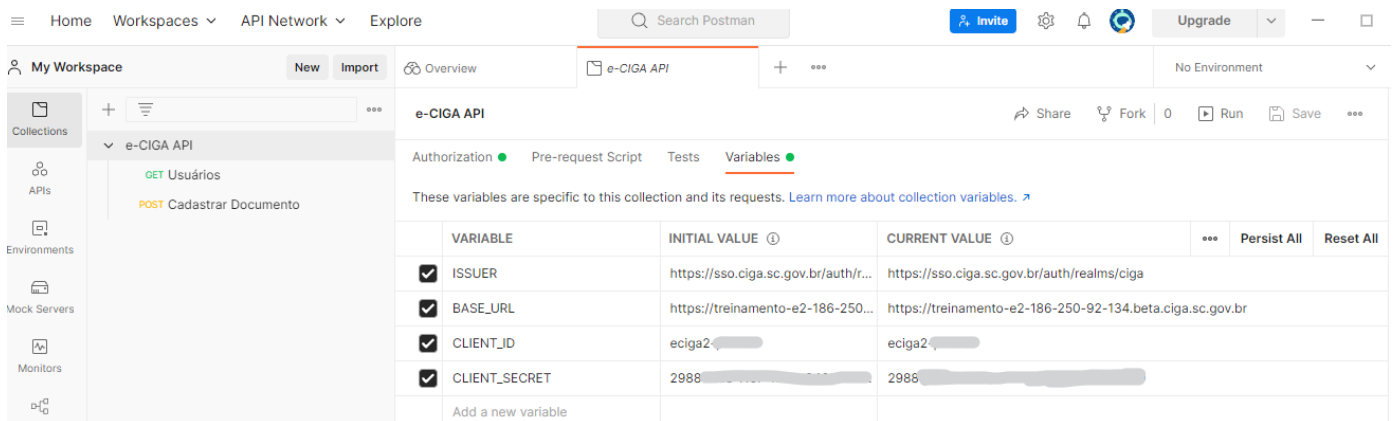 Home Workspaces API Network Explore Search Postman Invite Upgrade
My Workspace New Import Overview e-CIGA API No Environment
Collections
APIs
Environments
Mock Servers
Monitors
e-CIGA API
GET Usuários
POST Cadastrar Documento
e-CIGA API Share Fork 0 Run Save
Authorization Pre-request Script Tests Variables
These variables are specific to this collection and its requests. Learn more about collection variables.
VARIABLE INITIAL VALUE CURRENT VALUE Persist All Reset All
ISSUER https://sso.ciga.sc.gov.br/auth/r... https://sso.ciga.sc.gov.br/auth/realms/ciga
BASE_URL https://treinamento-e2-186-250... https://treinamento-e2-186-250-92-134.beta.ciga.sc.gov.br
CLIENT_ID eciga2- eciga2-
CLIENT_SECRET 2988 2988
Add a new variable